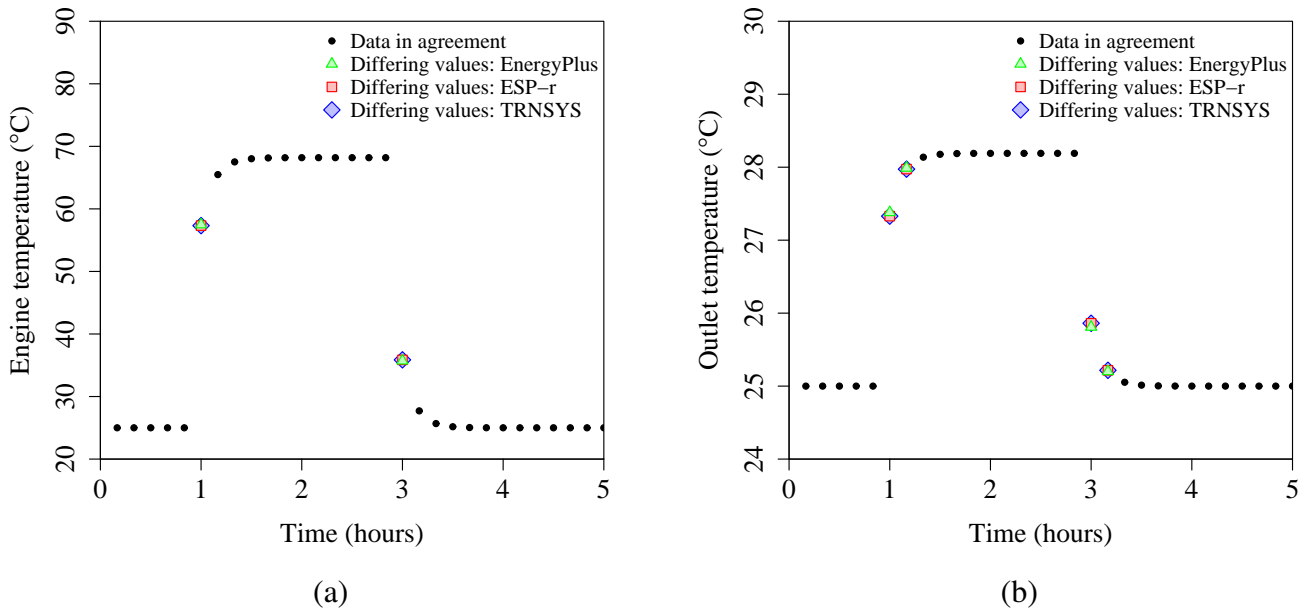 Engine temperature (°C)
90
80
70
60
50
40
30
20
Data in agreement
Differing values: EnergyPlus
Differing values: ESP−r
Differing values: TRNSYS
0 1 2 3 4 5
Time (hours)
(a)
Outlet temperature (°C)
30
29
28
27
26
25
24
Data in agreement
Differing values: EnergyPlus
Differing values: ESP−r
Differing values: TRNSYS
0 1 2 3 4 5
Time (hours)
(b)